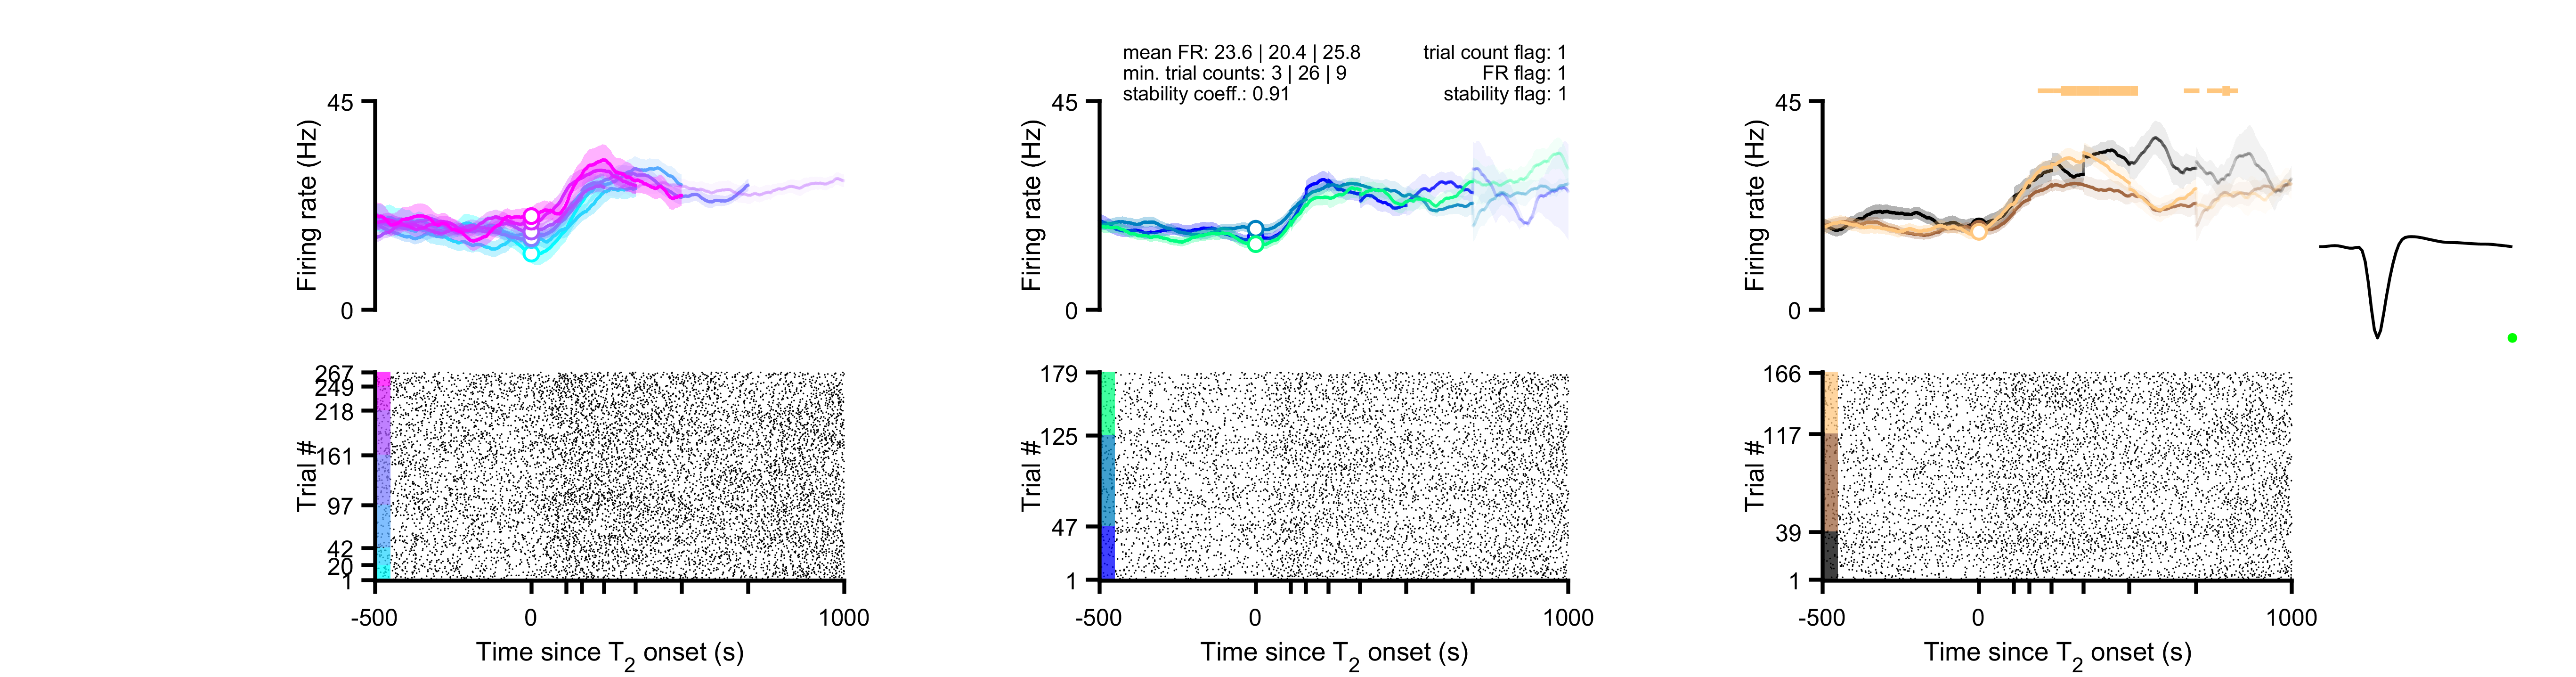 mean FR: 23.6 | 20.4 | 25.8
min. trial counts: 3 | 26 | 9
stability coeff.: 0.91
trial count flag: 1
FR flag: 1
stability flag: 1
Firing rate (Hz)
45
0
Firing rate (Hz)
45
0
Firing rate (Hz)
45
0
Trial #
267
249
218
161
97
42
20
1
-500
0
1000
Time since T2 onset (s)
Trial #
179
125
47
1
-500
0
1000
Time since T2 onset (s)
Trial #
166
117
39
1
-500
0
1000
Time since T2 onset (s)